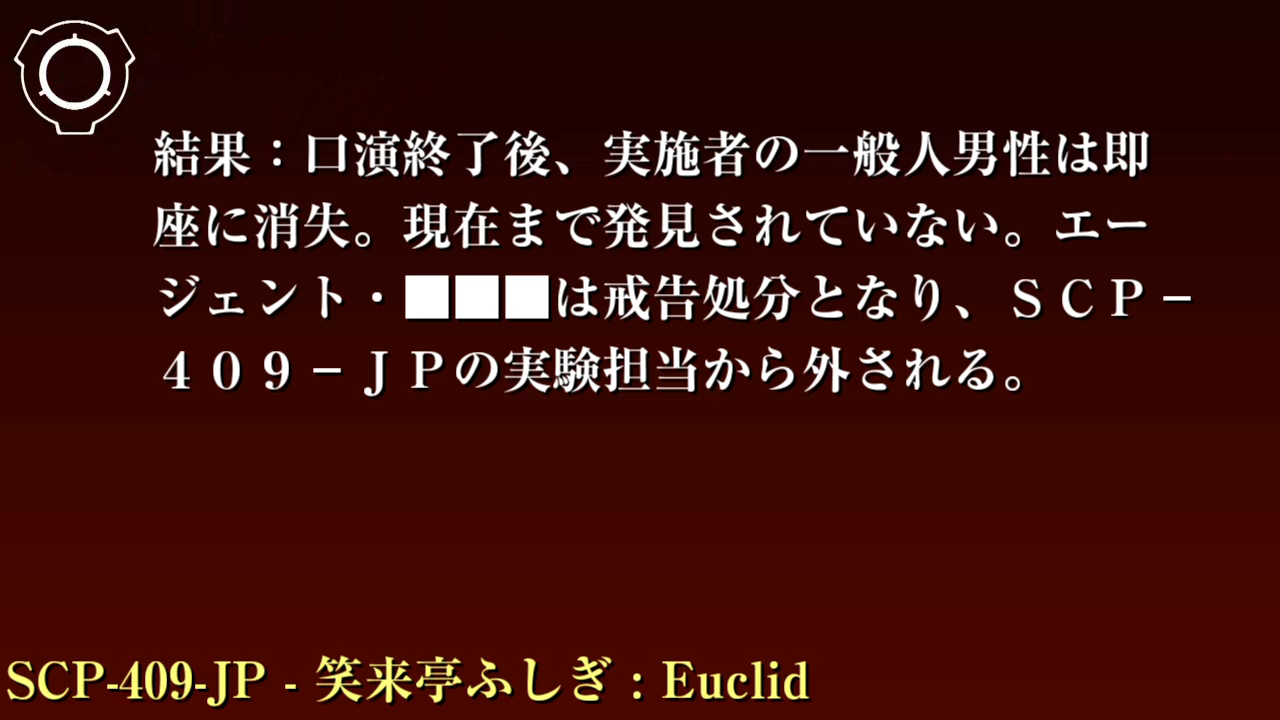 結果：口演終了後、実施者の一般人男性は即
座に消失。現在まで発見されていない。エー
ジェント・■■■は戒告処分となり、ＳＣＰ−
４０９−ＪＰの実験担当から外される。
SCP-409-JP - 笑来亭ふしぎ : Euclid